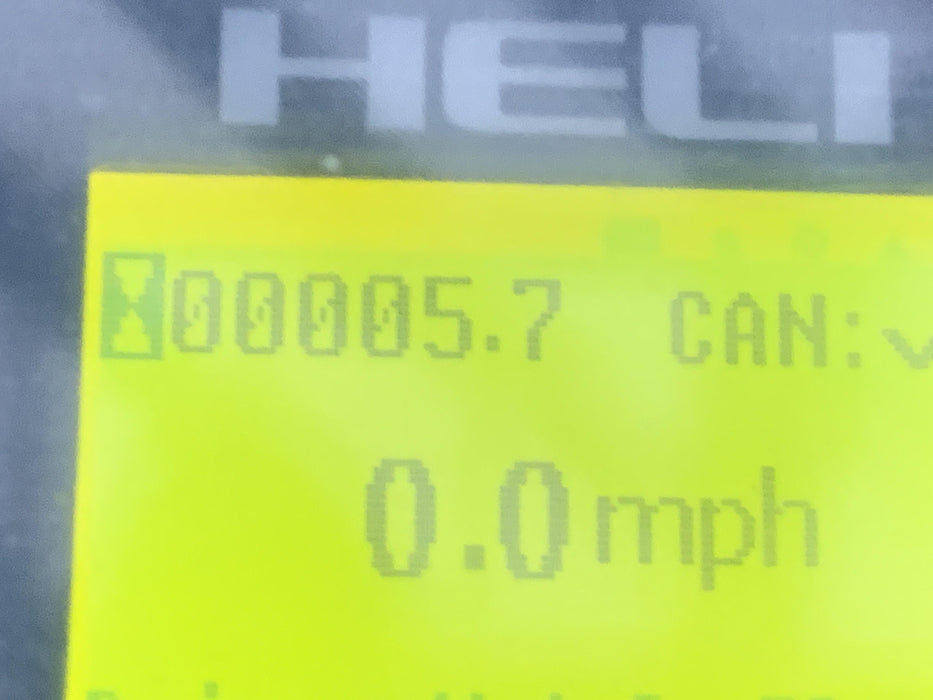 HELI
00005.7 CAN:✓
0.0mph